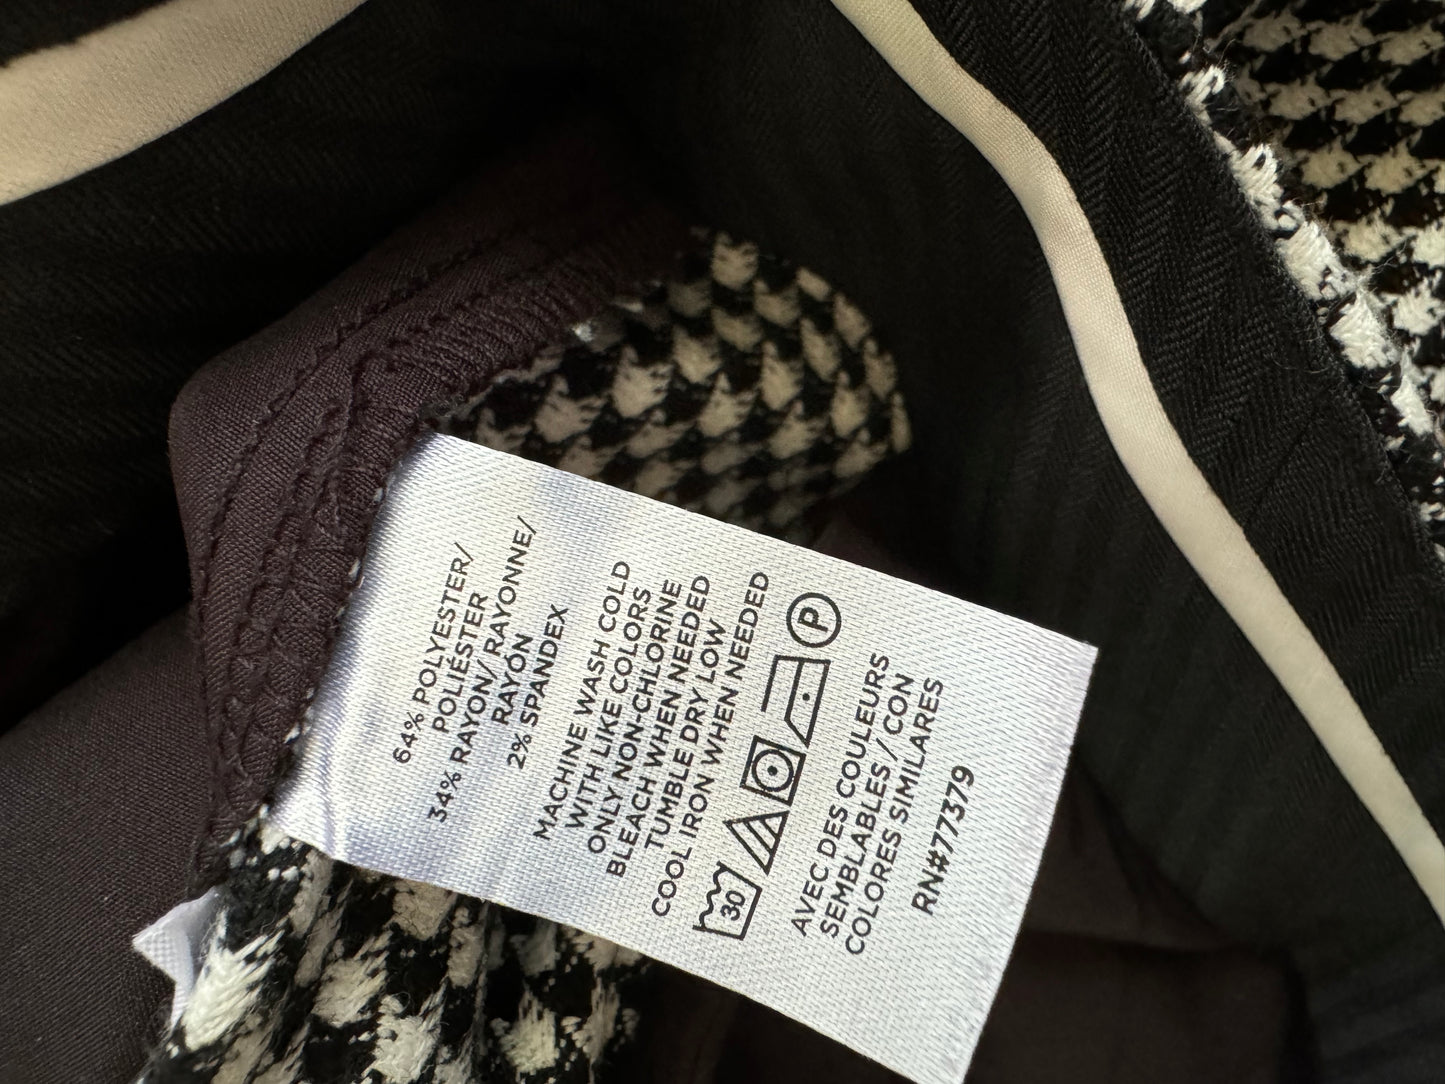 64% POLYESTER/
POLIÉSTER
34% RAYON/ RAYONNE/
RAYÓN
2% SPANDEX
MACHINE WASH COLD
WITH LIKE COLORS
ONLY NON-CHLORINE
BLEACH WHEN NEEDED
TUMBLE DRY LOW
COOL IRON WHEN NEEDED
30 P
AVEC DES COULEURS
SEMBLABLES / CON
COLORES SIMILARES
RN#77379